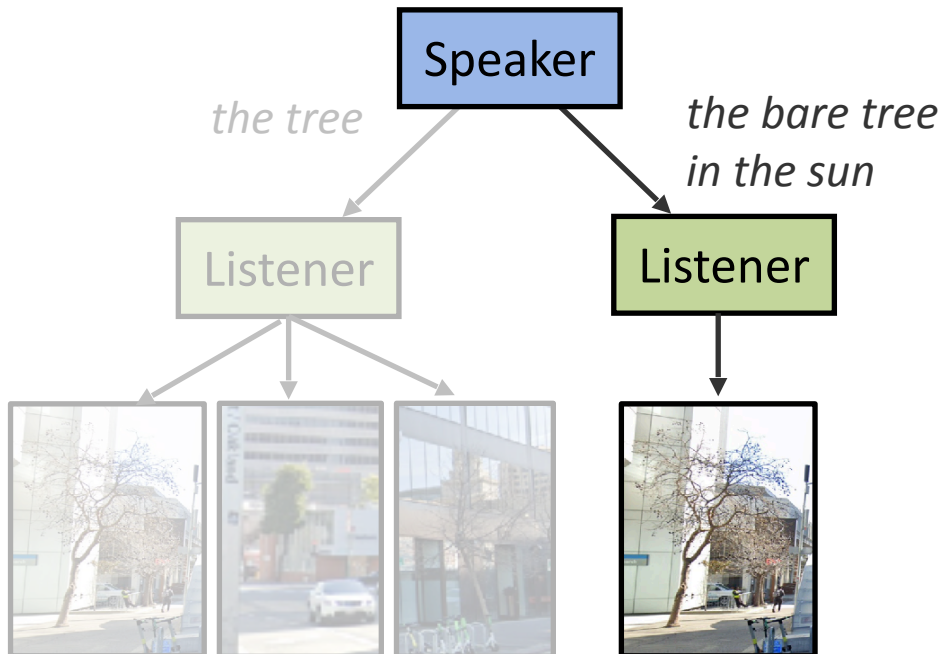 Speaker
the tree
the bare tree
in the sun
Listener
Listener